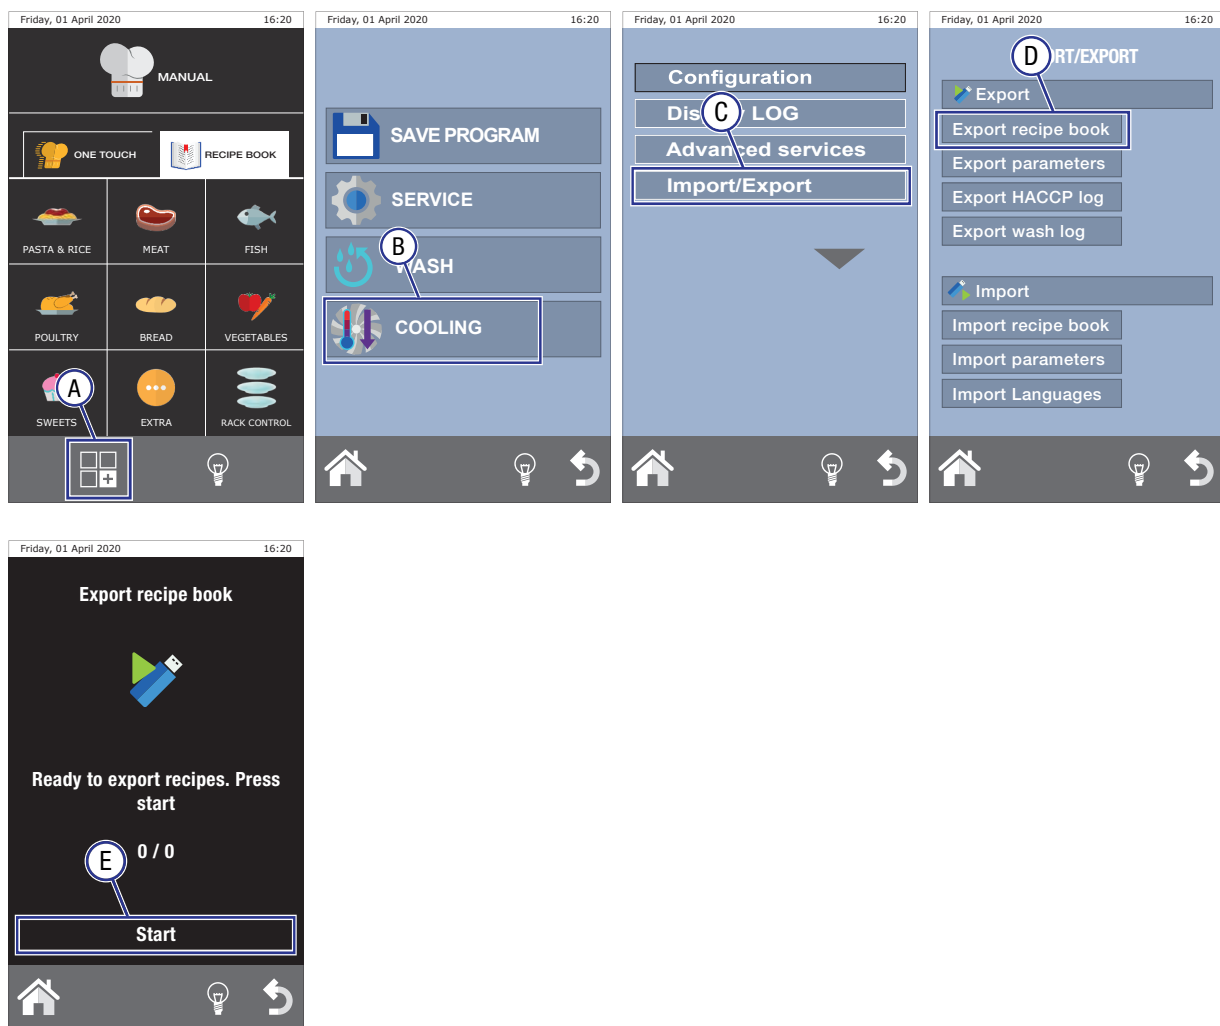 Friday, 01 April 2020 16:20
MANUAL
ONE TOUCH
RECIPE BOOK
PASTA & RICE
MEAT
FISH
POULTRY
BREAD
VEGETABLES
A
SWEETS
EXTRA
RACK CONTROL
Friday, 01 April 2020 16:20
SAVE PROGRAM
SERVICE
B
WASH
COOLING
Friday, 01 April 2020 16:20
Configuration
C
Advanced services
Import/Export
LOG
Friday, 01 April 2020 16:20
D
RT/EXPORT
Export
Export recipe book
Export parameters
Export HACCP log
Export wash log
Import
Import recipe book
Import parameters
Import Languages
Friday, 01 April 2020 16:20
Export recipe book
Ready to export recipes. Press
start
0 / 0
E
Start